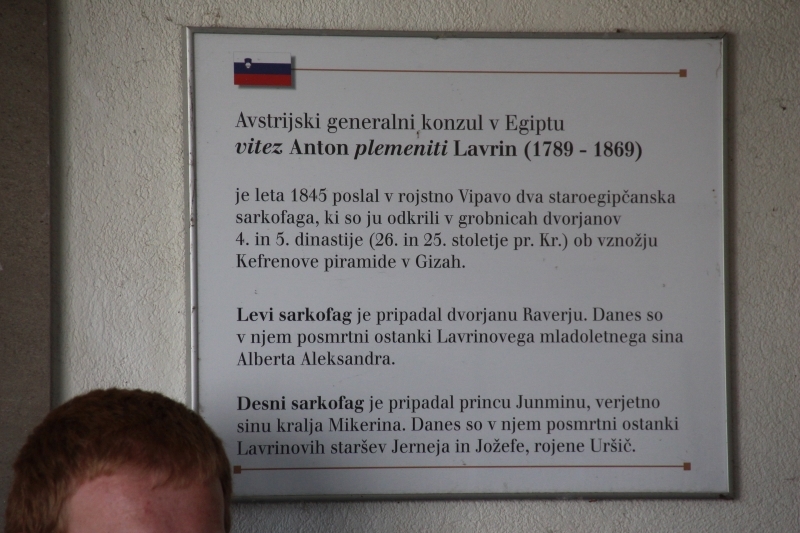 Avstrijski generalni konzul v Egiptu
vitez Anton plemeniti Lavrin (1789 - 1869)
je leta 1845 poslal v rojstno Vipavo dva staroegipčanska
sarkofaga, ki so ju odkrili v grobnicah dvorjanov
4. in 5. dinastije (26. in 25. stoletje pr. Kr.) ob vznožju
Kefrenove piramide v Gizah.
Levi sarkofag je pripadal dvorjanu Raverju. Danes so
v njem posmrtni ostanki Lavrinovega mladoletnega sina
Alberta Aleksandra.
Desni sarkofag je pripadal princu Junminu, verjetno
sinu kralja Mikerina. Danes so v njem posmrtni ostanki
Lavrinovih staršev Jerneja in Jožefe, rojene Uršič.